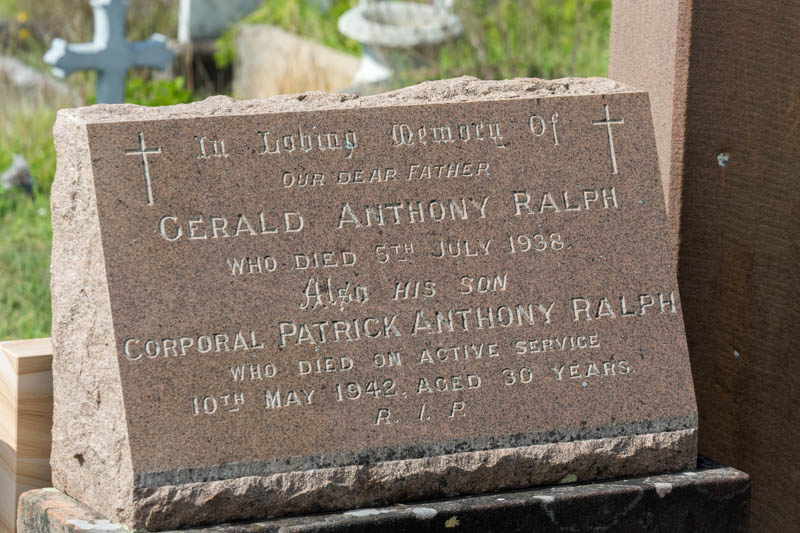 In Loving Memory Of
OUR DEAR FATHER
GERALD ANTHONY RALPH
WHO DIED 6TH JULY 1938.
Also HIS SON
CORPORAL PATRICK ANTHONY RALPH
WHO DIED ON ACTIVE SERVICE
10TH MAY 1942, AGED 30 YEARS.
R. I. P.